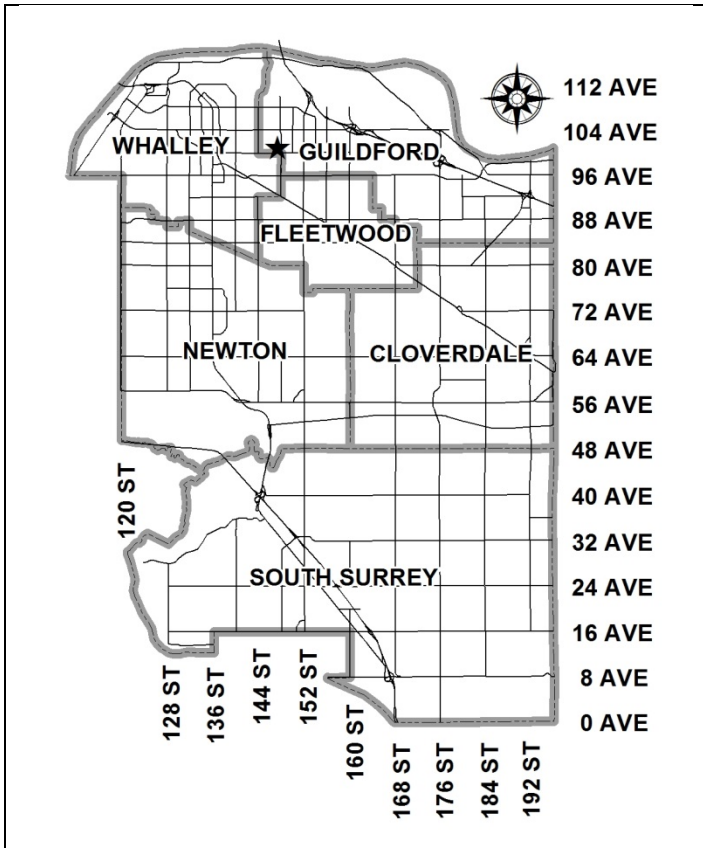 112 AVE
104 AVE
WHALLEY
GUILDFORD
96 AVE
88 AVE
FLEETWOOD
80 AVE
72 AVE
NEWTON
CLOVERDALE
64 AVE
56 AVE
48 AVE
120 ST
40 AVE
32 AVE
SOUTH SURREY
24 AVE
16 AVE
128 ST
136 ST
144 ST
152 ST
160 ST
168 ST
176 ST
184 ST
192 ST
8 AVE
0 AVE